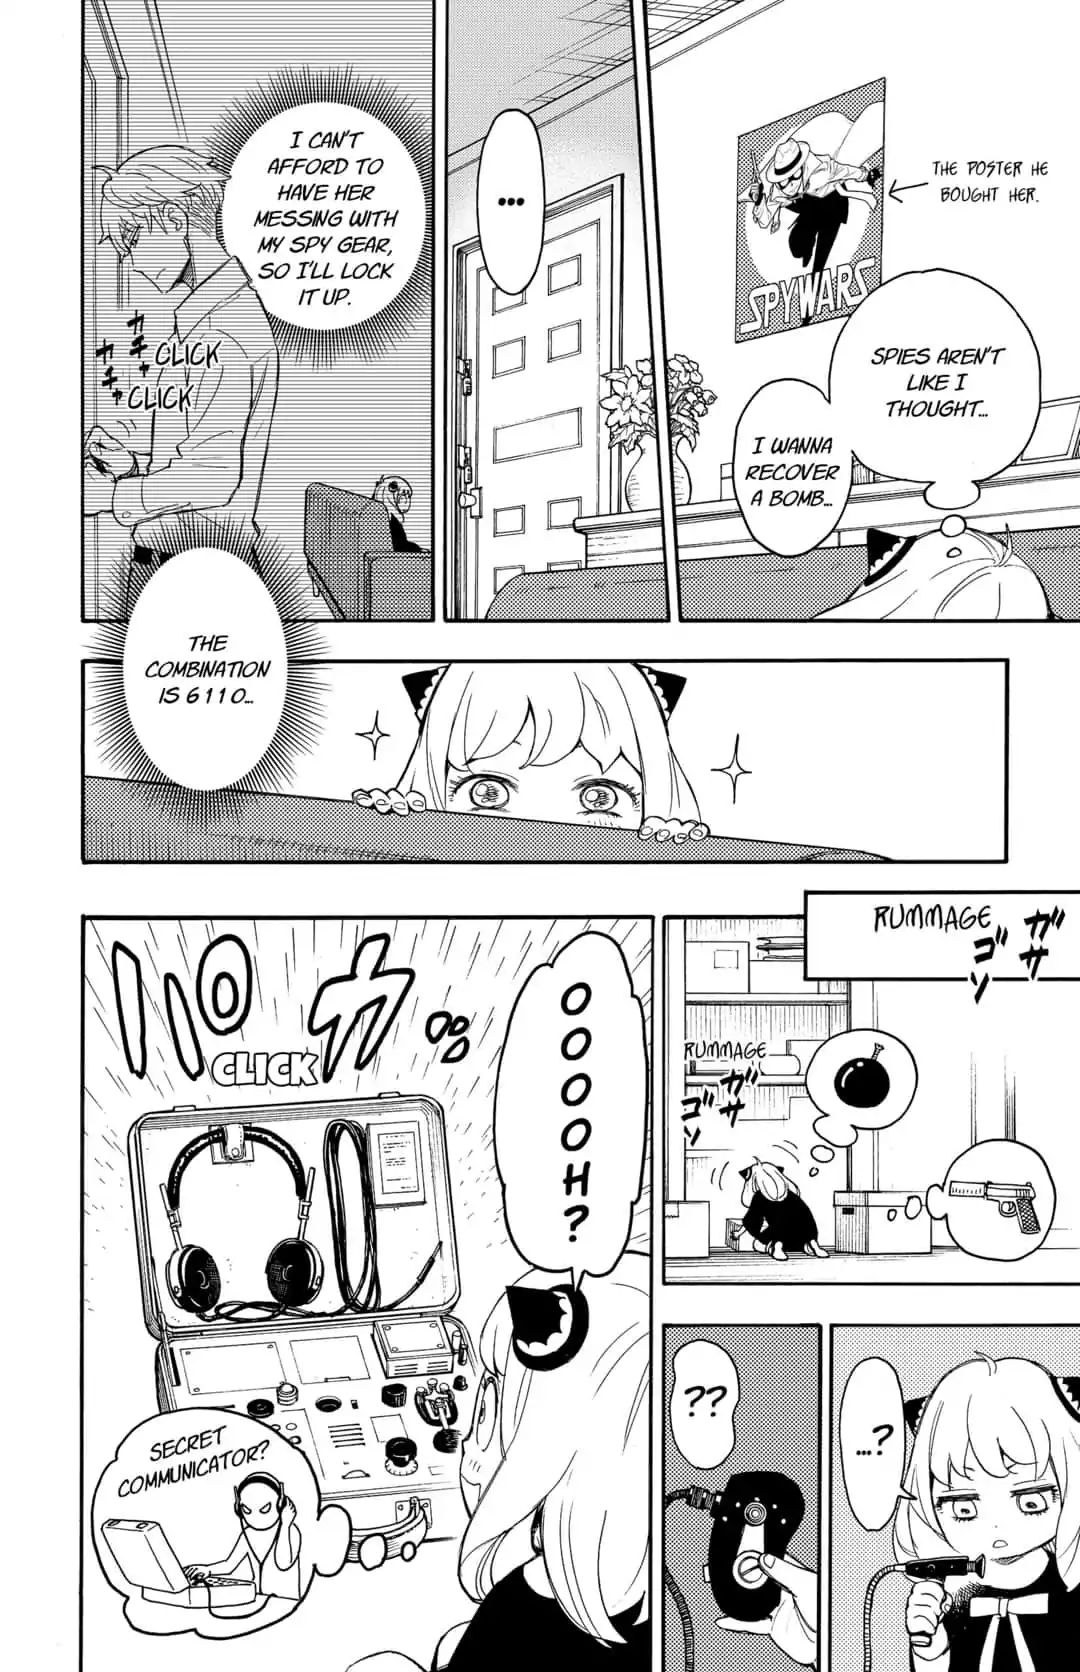 THE POSTER HE
BOUGHT HER.
SPYWARS
SPIES AREN'T
LIKE I
THOUGHT...
I WANNA
RECOVER
A BOMB...
...
I CAN'T
AFFORD TO
HAVE HER
MESSING WITH
MY SPY GEAR,
SO I'LL LOCK
IT UP.
ガチャ
CLICK
ガチャ
CLICK
THE
COMBINATION
IS 6110...
RUMMAGE
ガサ
ゴソ
RUMMAGE
ガサ
ゴソ
OOOOOH?
パカ
CLICK
SECRET
COMMUNICATOR?
...?
??